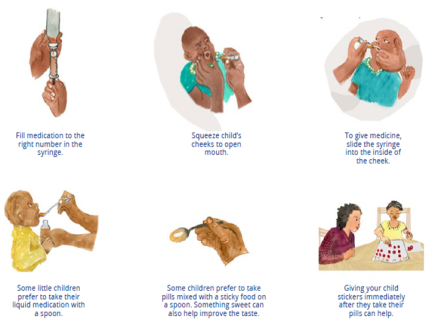 Fill medication to the
right number in the
syringe.
Squeeze child's
cheeks to open
mouth.
To give medicine,
slide the syringe
into the inside of
the cheek.
Some little children
prefer to take their
liquid medication with
a spoon.
Some children prefer to take
pills mixed with a sticky food on
a spoon. Something sweet can
also help improve the taste.
Giving your child
stickers immediately
after they take their
pills can help.